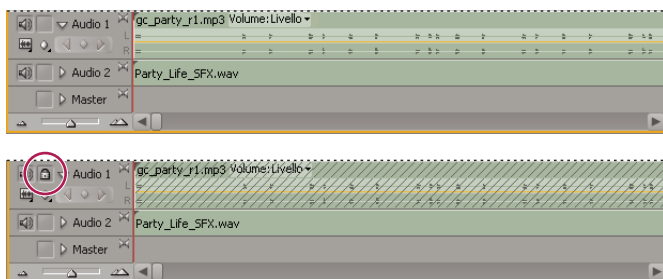 Audio 1 gc_party_r1.mp3 Volume:Livello
L
R
Audio 2 Party_Life_SFX.wav
Master
Audio 1 gc_party_r1.mp3 Volume:Livello
L
R
Audio 2 Party_Life_SFX.wav
Master